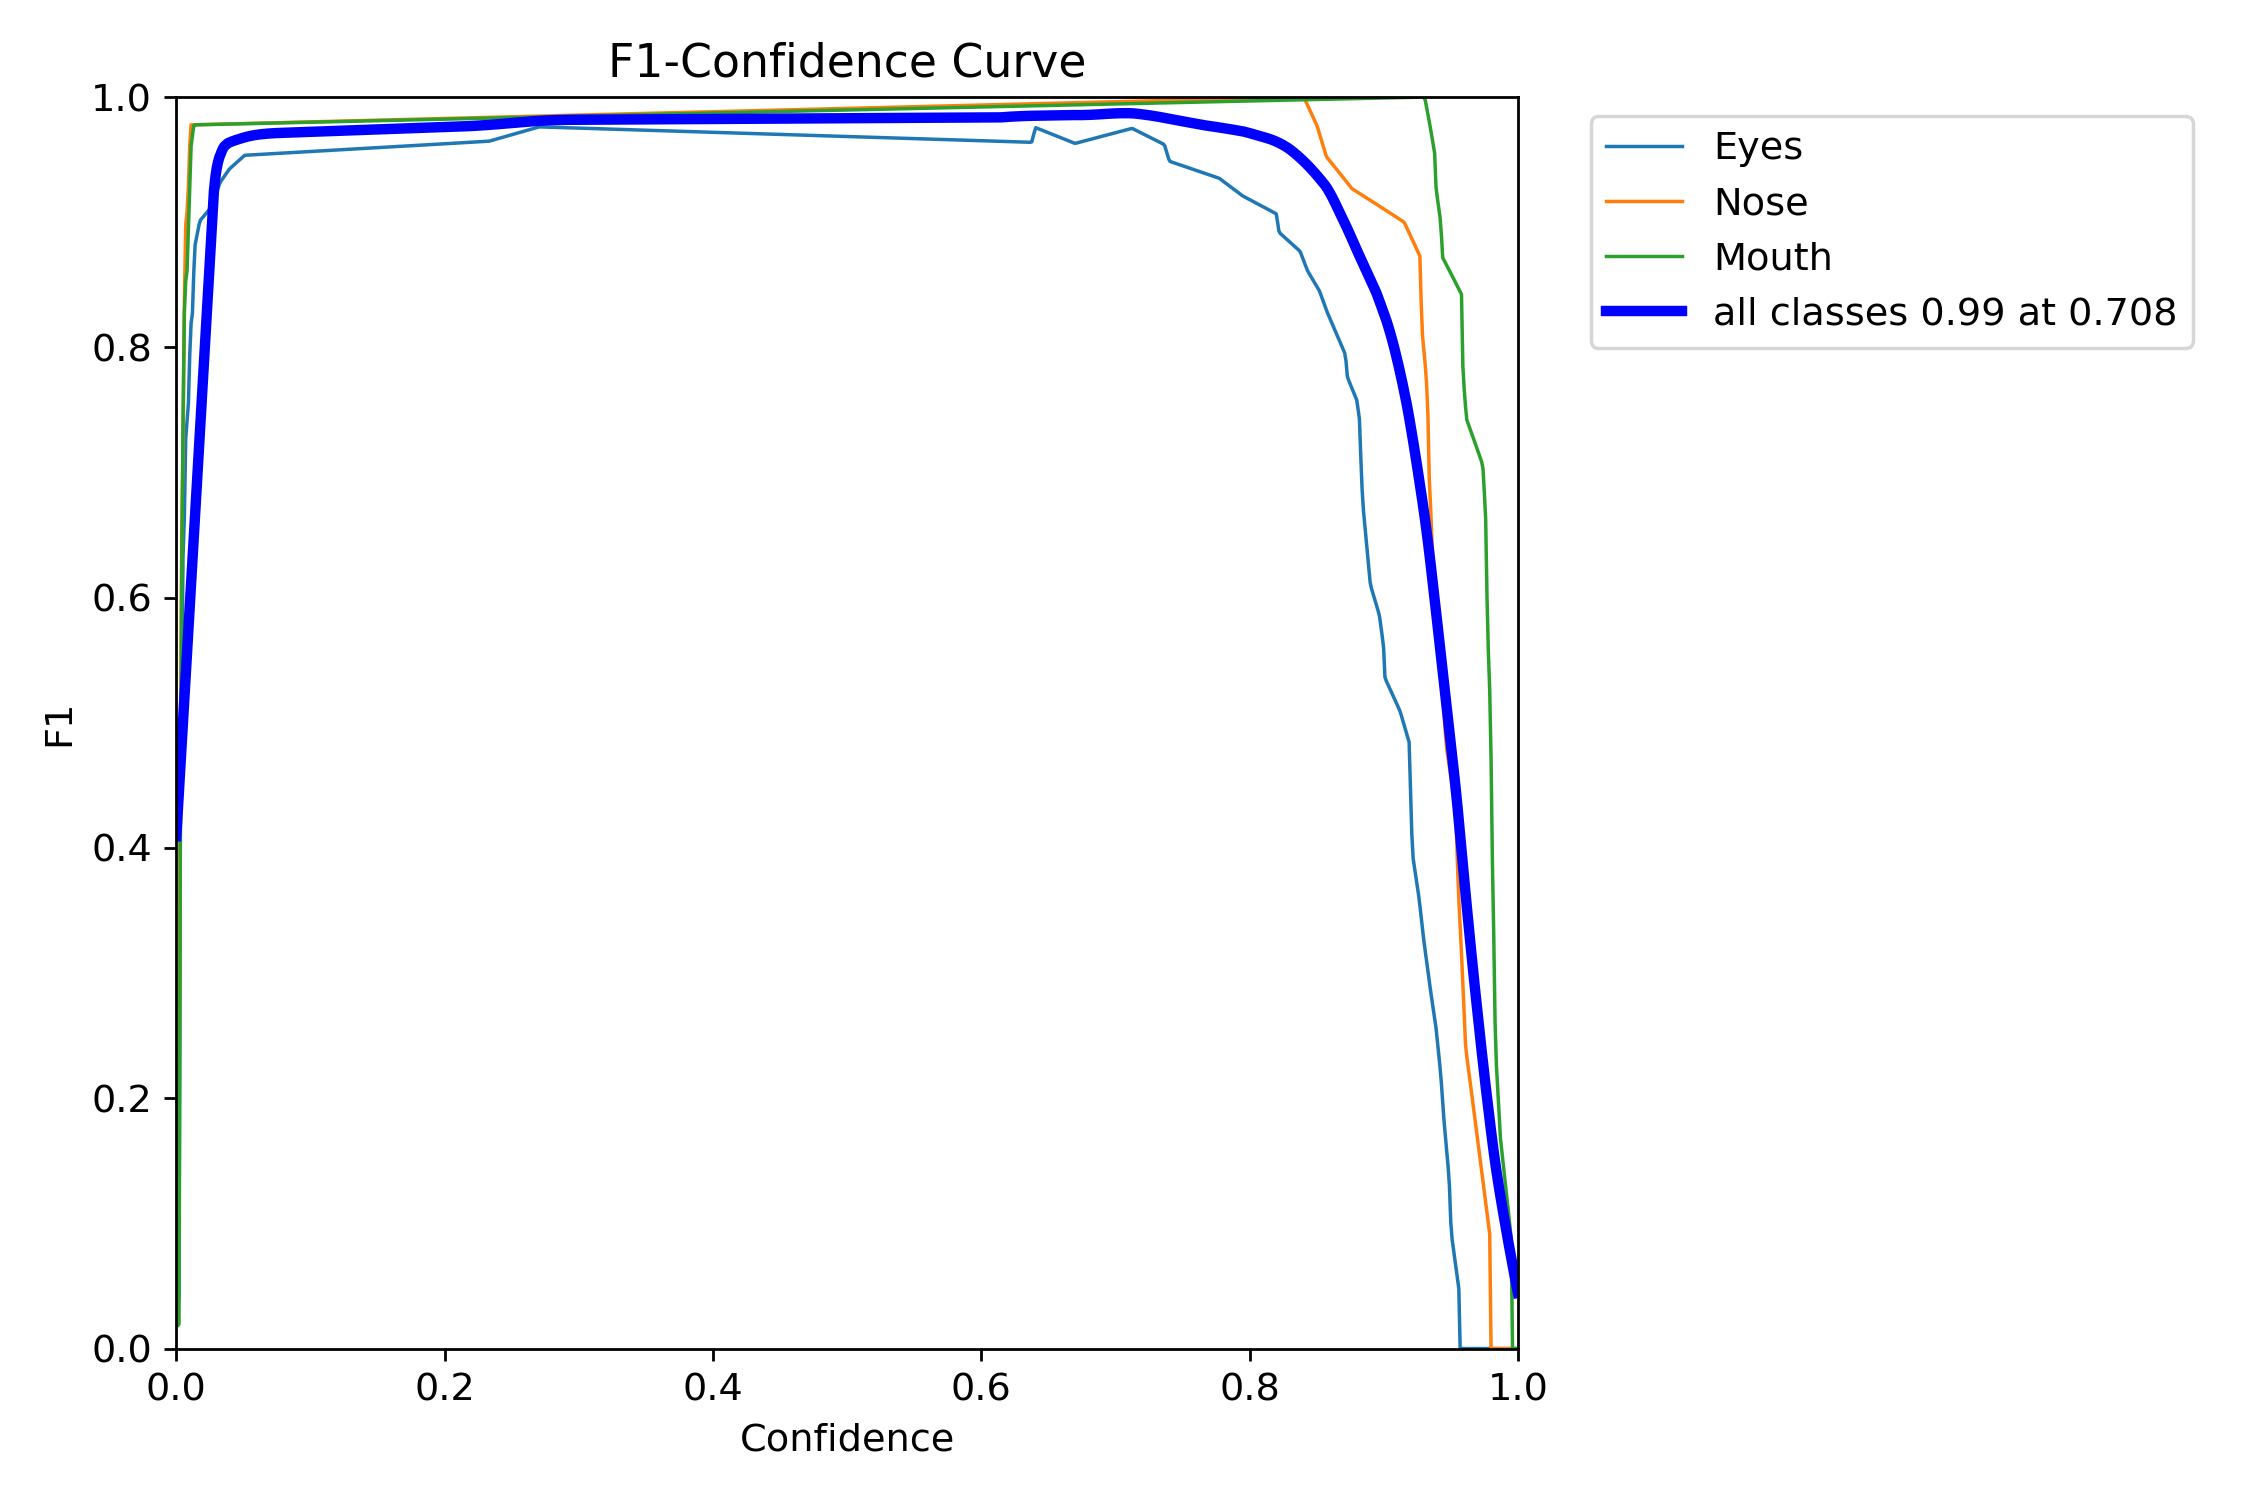 F1-Confidence Curve
1.0
0.8
0.6
0.4
0.2
0.0
F1
0.0 0.2 0.4 0.6 0.8 1.0
Confidence
Eyes
Nose
Mouth
all classes 0.99 at 0.708